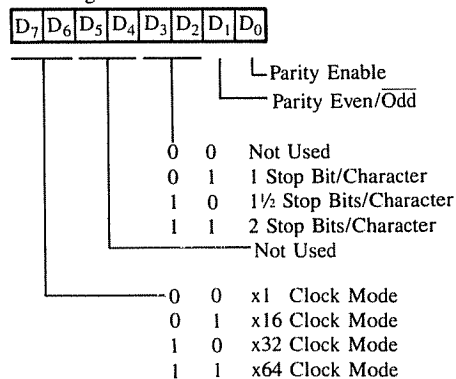 D7 D6 D5 D4 D3 D2 D1 D0
Parity Enable
Parity Even/Odd
0 0 Not Used
0 1 1 Stop Bit/Character
1 0 1½ Stop Bits/Character
1 1 2 Stop Bits/Character
Not Used
0 0 x1 Clock Mode
0 1 x16 Clock Mode
1 0 x32 Clock Mode
1 1 x64 Clock Mode